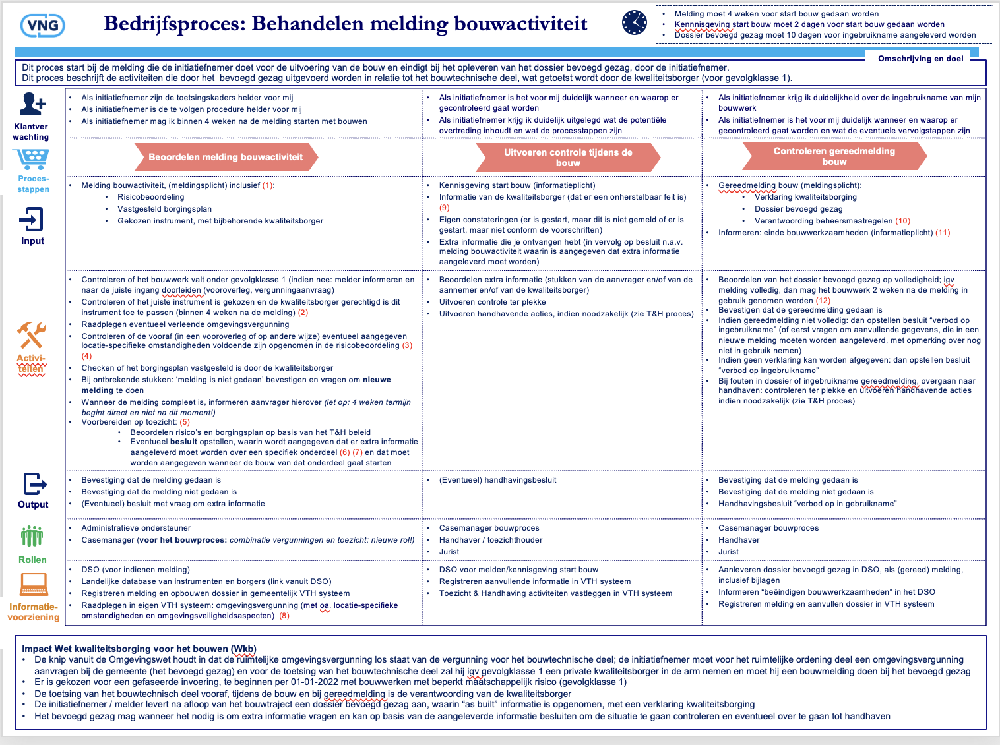 VNG
Bedrijfsproces: Behandelen melding bouwactiviteit
• Melding moet 4 weken voor start bouw gedaan worden
• Kennnisgeving start bouw moet 2 dagen voor start bouw gedaan worden
• Dossier bevoegd gezag moet 10 dagen voor ingebruikname aangeleverd worden
Omschrijving en doel
Dit proces start bij de melding die de initiatiefnemer doet voor de uitvoering van de bouw en eindigt bij het opleveren van het dossier bevoegd gezag, door de initiatiefnemer.
Dit proces beschrijft de activiteiten die door het bevoegd gezag uitgevoerd worden in relatie tot het bouwtechnische deel, wat getoetst wordt door de kwaliteitsborger (voor gevolgklasse 1).
Klantver
wachting
• Als initiatiefnemer zijn de toetsingskaders helder voor mij
• Als initiatiefnemer is de te volgen procedure helder voor mij
• Als initiatiefnemer mag ik binnen 4 weken na de melding starten met bouwen
• Als initiatiefnemer is het voor mij duidelijk wanneer en waarop er
gecontroleerd gaat worden
• Als initiatiefnemer krijg ik duidelijk uitgelegd wat de potentiële
overtreding inhoudt en wat de processtappen zijn
• Als initiatiefnemer krijg ik duidelijkheid over de ingebruikname van mijn
bouwwerk
• Als initiatiefnemer is het voor mij duidelijk wanneer en waarop er
gecontroleerd gaat worden en wat de eventuele vervolgstappen zijn
Proces-
stappen
Beoordelen melding bouwactiviteit
Uitvoeren controle tijdens de
bouw
Controleren gereedmelding
bouw
Input
• Melding bouwactiviteit, (meldingsplicht) inclusief (1):
• Risicobeoordeling
• Vastgesteld borgingsplan
• Gekozen instrument, met bijbehorende kwaliteitsborger
• Kennisgeving start bouw (informatieplicht)
• Informatie van de kwaliteitsborger (dat er een onherstelbaar feit is)
(9)
• Eigen constateringen (er is gestart, maar dit is niet gemeld of er is
gestart, maar niet conform de voorschriften)
• Extra informatie die je ontvangen hebt (in vervolg op besluit n.a.v.
melding bouwactiviteit waarin is aangegeven dat extra informatie
aangeleverd moet worden)
• Gereedmelding bouw (meldingsplicht):
• Verklaring kwaliteitsborging
• Dossier bevoegd gezag
• Verantwoording beheersmaatregelen (10)
• Informeren: einde bouwwerkzaamheden (informatieplicht) (11)
Activi-
teiten
• Controleren of het bouwwerk valt onder gevolgklasse 1 (indien nee: melder informeren en
naar de juiste ingang doorleiden (vooroverleg, vergunningaanvraag)
• Controleren of het juiste instrument is gekozen en de kwaliteitsborger gerechtigd is dit
instrument toe te passen (binnen 4 weken na de melding) (2)
• Raadplegen eventueel verleende omgevingsvergunning
• Controleren of de vooraf (in een vooroverleg of op andere wijze) eventueel aangegeven
locatie-specifieke omstandigheden voldoende zijn opgenomen in de risicobeoordeling (3)
(4)
• Checken of het borgingsplan vastgesteld is door de kwaliteitsborger
• Bij ontbrekende stukken: ‘melding is niet gedaan’ bevestigen en vragen om nieuwe
melding te doen
• Wanneer de melding compleet is, informeren aanvrager hierover (let op: 4 weken termijn
begint direct en niet na dit moment!)
• Voorbereiden op toezicht: (5)
• Beoordelen risico’s en borgingsplan op basis van het T&H beleid
• Eventueel besluit opstellen, waarin wordt aangegeven dat er extra informatie
aangeleverd moet worden over een specifiek onderdeel (6) (7) en dat moet
worden aangegeven wanneer de bouw van dat onderdeel gaat starten
• Beoordelen extra informatie (stukken van de aanvrager en/of van de
aannemer en/of van de kwaliteitsborger)
• Uitvoeren controle ter plekke
• Uitvoeren handhavende acties, indien noodzakelijk (zie T&H proces)
• Beoordelen van het dossier bevoegd gezag op volledigheid; igv
melding volledig, dan mag het bouwwerk 2 weken na de melding in
gebruik genomen worden (12)
• Bevestigen dat de gereedmelding gedaan is
• Indien gereedmelding niet volledig: dan opstellen besluit “verbod op
ingebruikname” (of eerst vragen om aanvullende gegevens, die in een
nieuwe melding moeten worden aangeleverd, met opmerking over nog
niet in gebruik nemen)
• Indien geen verklaring kan worden afgegeven: dan opstellen besluit
“verbod op ingebruikname”
• Bij fouten in dossier of ingebruikname gereedmelding, overgaan naar
handhaven: controleren ter plekke en uitvoeren handhavende acties
indien noodzakelijk (zie T&H proces)
Output
• Bevestiging dat de melding gedaan is
• Bevestiging dat de melding niet gedaan is
• (Eventueel) besluit met vraag om extra informatie
• (Eventueel) handhavingsbesluit
• Bevestiging dat de melding gedaan is
• Bevestiging dat de melding niet gedaan is
• Handhavingsbesluit “verbod op in gebruikname”
Rollen
• Administratieve ondersteuner
• Casemanager (voor het bouwproces: combinatie vergunningen en toezicht: nieuwe rol!)
• Casemanager bouwproces
• Handhaver / toezichthouder
• Jurist
• Casemanager bouwproces
• Handhaver
• Jurist
Informatie-
voorziening
• DSO (voor indienen melding)
• Landelijke database van instrumenten en borgers (link vanuit DSO)
• Registreren melding en opbouwen dossier in gemeentelijk VTH systeem
• Raadplegen in eigen VTH systeem: omgevingsvergunning (met oa. locatie-specifieke
omstandigheden en omgevingsveiligheidsaspecten) (8)
• DSO voor melden/kennisgeving start bouw
• Registreren aanvullende informatie in VTH systeem
• Toezicht & Handhaving activiteiten vastleggen in VTH systeem
• Aanleveren dossier bevoegd gezag in DSO, als (gereed) melding,
inclusief bijlagen
• Informeren “beëindigen bouwwerkzaamheden” in het DSO
• Registreren melding en aanvullen dossier in VTH systeem
Impact Wet kwaliteitsborging voor het bouwen (Wkb)
• De knip vanuit de Omgevingswet houdt in dat de ruimtelijke omgevingsvergunning los staat van de vergunning voor het bouwtechnische deel; de initiatiefnemer moet voor het ruimtelijke ordening deel een omgevingsvergunning
aanvragen bij de gemeente (het bevoegd gezag) en voor de toetsing van het bouwtechnische deel zal hij igv gevolgklasse 1 een private kwaliteitsborger in de arm nemen en moet hij een bouwmelding doen bij het bevoegd gezag
• Er is gekozen voor een gefaseerde invoering, te beginnen per 01-01-2022 met bouwwerken met beperkt maatschappelijk risico (gevolgklasse 1)
• De toetsing van het bouwtechnisch deel vooraf, tijdens de bouw en bij gereedmelding is de verantwoording van de kwaliteitsborger
• De initiatiefnemer / melder levert na afloop van het bouwtraject een dossier bevoegd gezag aan, waarin “as built” informatie is opgenomen, met een verklaring kwaliteitsborging
• Het bevoegd gezag mag wanneer het nodig is om extra informatie vragen en kan op basis van de aangeleverde informatie besluiten om de situatie te gaan controleren en eventueel over te gaan tot handhaven